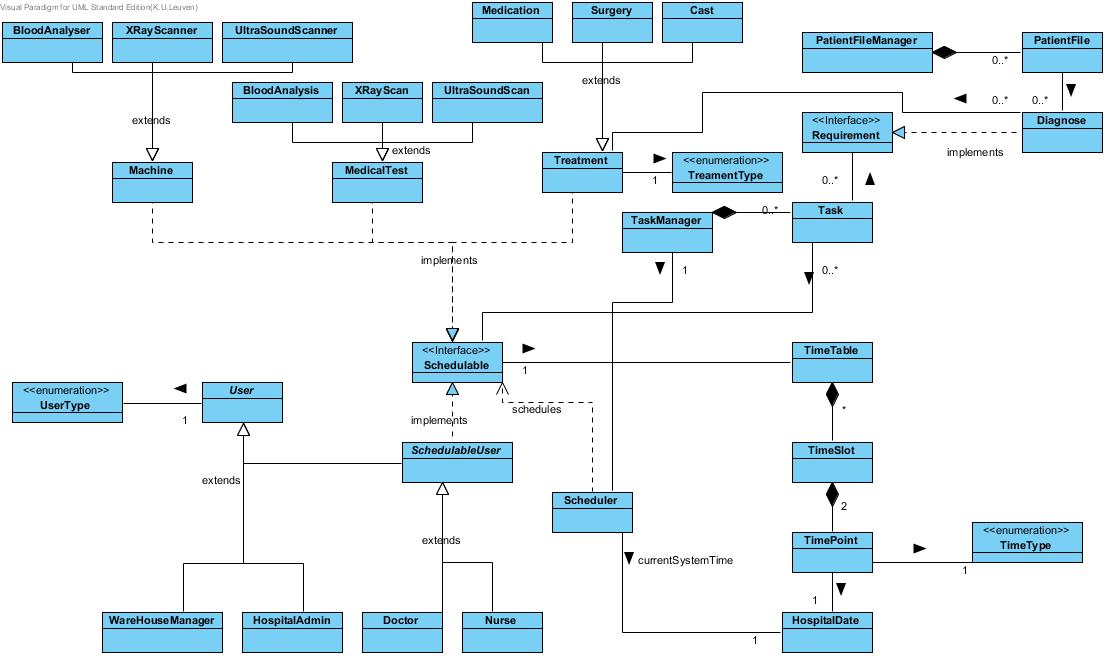 Visual Paradigm for UML Standard Edition(K.U.Leuven)
Medication
Surgery
Cast
BloodAnalyser
XRayScanner
UltraSoundScanner
PatientFileManager
PatientFile
0..*
extends
BloodAnalysis
XRayScan
UltraSoundScan
0..*
0..*
extends
<<Interface>>
Requirement
Diagnose
extends
implements
Machine
MedicalTest
Treatment
<<enumeration>>
TreamentType
1
0..*
TaskManager
0..*
Task
implements
1
0..*
<<Interface>>
Schedulable
1
TimeTable
<<enumeration>>
UserType
1
User
schedules
*
implements
SchedulableUser
TimeSlot
extends
Scheduler
2
extends
TimePoint
<<enumeration>>
TimeType
currentSystemTime
1
1
WareHouseManager
HospitalAdmin
Doctor
Nurse
HospitalDate
1